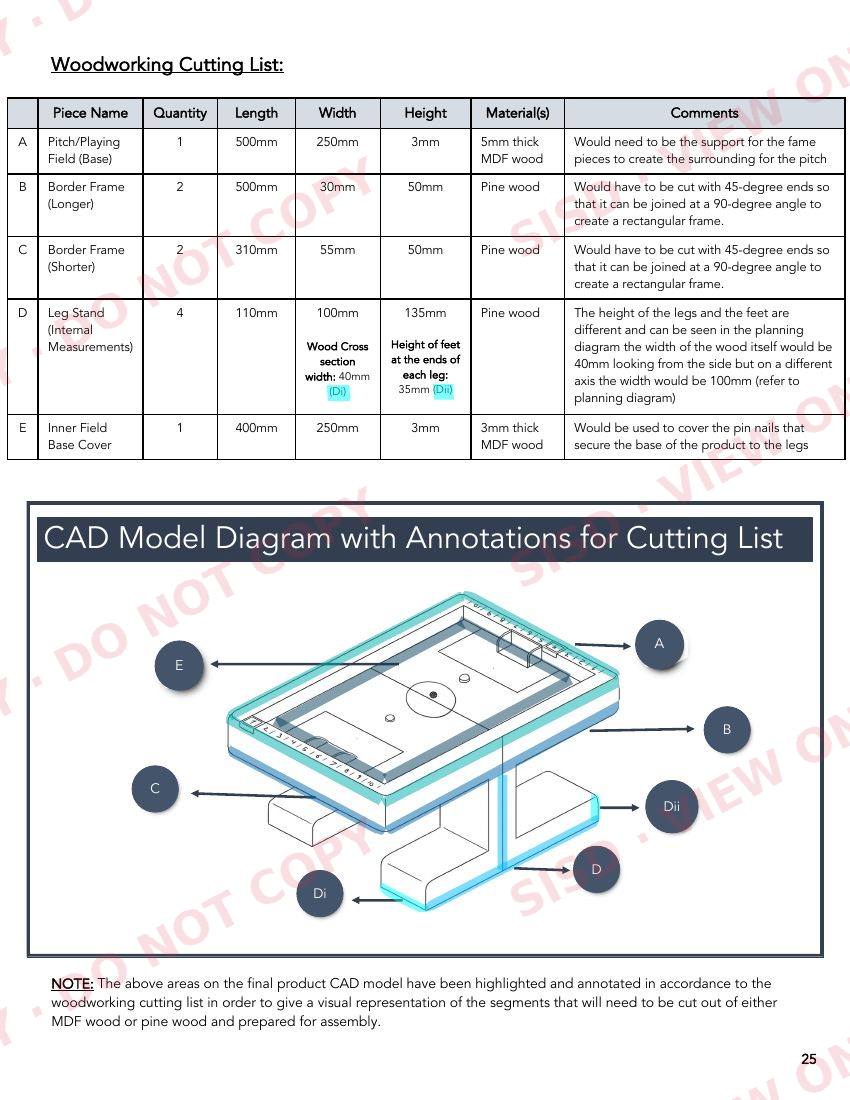 Woodworking Cutting List:
Piece Name Quantity Length Width Height Material(s) Comments
A Pitch/Playing 1 500mm 250mm 3mm 5mm thick Would need to be the support for the fame
Field (Base) MDF wood pieces to create the surrounding for the pitch
B Border Frame 2 500mm 30mm 50mm Pine wood Would have to be cut with 45-degree ends so
(Longer) that it can be joined at a 90-degree angle to
create a rectangular frame.
C Border Frame 2 310mm 55mm 50mm Pine wood Would have to be cut with 45-degree ends so
(Shorter) that it can be joined at a 90-degree angle to
create a rectangular frame.
D Leg Stand 4 110mm 100mm 135mm Pine wood The height of the legs and the feet are
(Internal different and can be seen in the planning
Measurements) Wood Cross Height of feet diagram the width of the wood itself would be
section at the ends of 40mm looking from the side but on a different
width: 40mm each leg: axis the width would be 100mm (refer to
(Di) 35mm (Dii) planning diagram)
E Inner Field 1 400mm 250mm 3mm 3mm thick Would be used to cover the pin nails that
Base Cover MDF wood secure the base of the product to the legs
CAD Model Diagram with Annotations for Cutting List
A
E
B
C
Dii
D
Di
NOTE: The above areas on the final product CAD model have been highlighted and annotated in accordance to the
woodworking cutting list in order to give a visual representation of the segments that will need to be cut out of either
MDF wood or pine wood and prepared for assembly.
25
SISD · VIEW ON
Y · DO NOT COPY